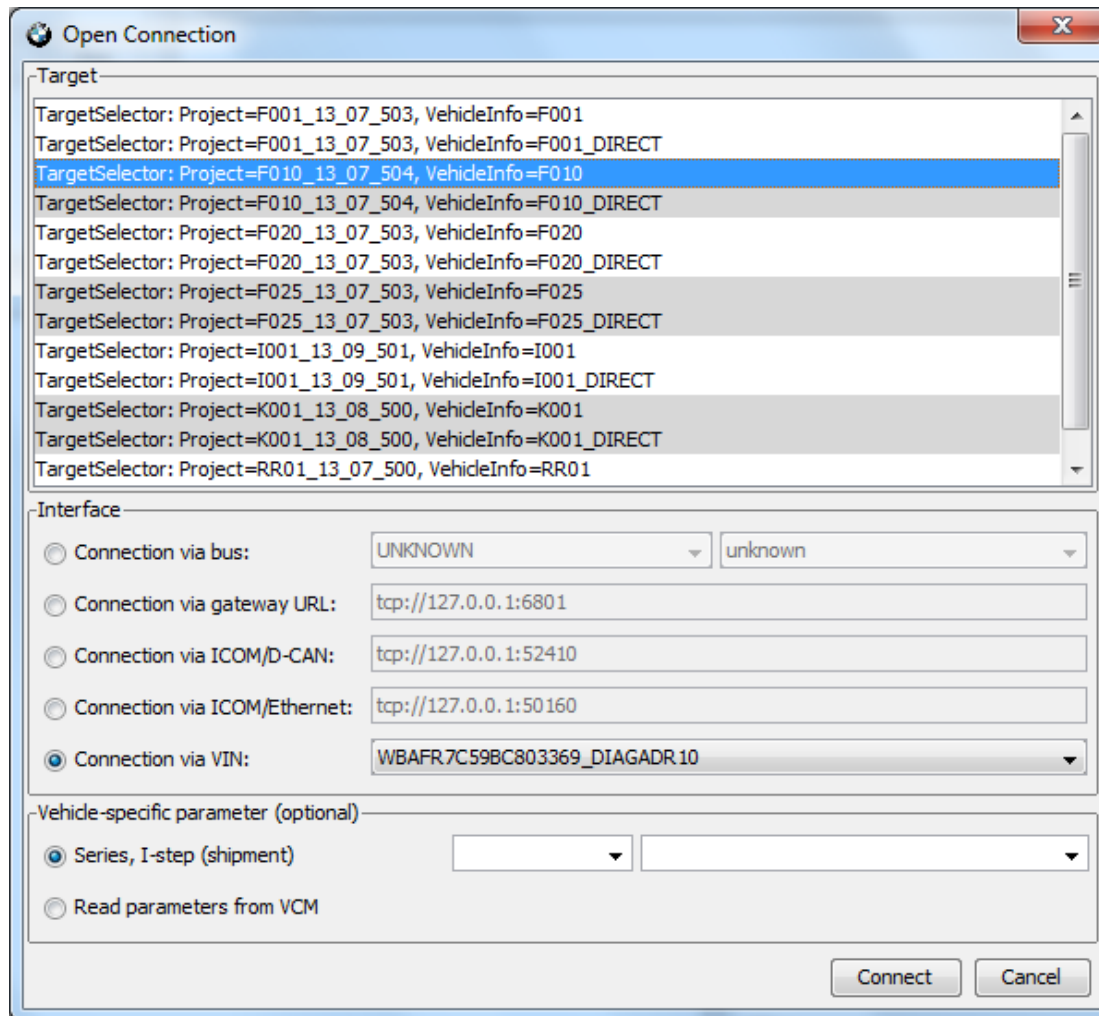 Open Connection
Target
TargetSelector: Project=F001_13_07_503, VehicleInfo=F001
TargetSelector: Project=F001_13_07_503, VehicleInfo=F001_DIRECT
TargetSelector: Project=F010_13_07_504, VehicleInfo=F010
TargetSelector: Project=F010_13_07_504, VehicleInfo=F010_DIRECT
TargetSelector: Project=F020_13_07_503, VehicleInfo=F020
TargetSelector: Project=F020_13_07_503, VehicleInfo=F020_DIRECT
TargetSelector: Project=F025_13_07_503, VehicleInfo=F025
TargetSelector: Project=F025_13_07_503, VehicleInfo=F025_DIRECT
TargetSelector: Project=I001_13_09_501, VehicleInfo=I001
TargetSelector: Project=I001_13_09_501, VehicleInfo=I001_DIRECT
TargetSelector: Project=K001_13_08_500, VehicleInfo=K001
TargetSelector: Project=K001_13_08_500, VehicleInfo=K001_DIRECT
TargetSelector: Project=RR01_13_07_500, VehicleInfo=RR01
Interface
Connection via bus: UNKNOWN unknown
Connection via gateway URL: tcp://127.0.0.1:6801
Connection via ICOM/D-CAN: tcp://127.0.0.1:52410
Connection via ICOM/Ethernet: tcp://127.0.0.1:50160
Connection via VIN: WBAFR7C59BC803369_DIAGADR10
Vehicle-specific parameter (optional)
Series, I-step (shipment)
Read parameters from VCM
Connect Cancel